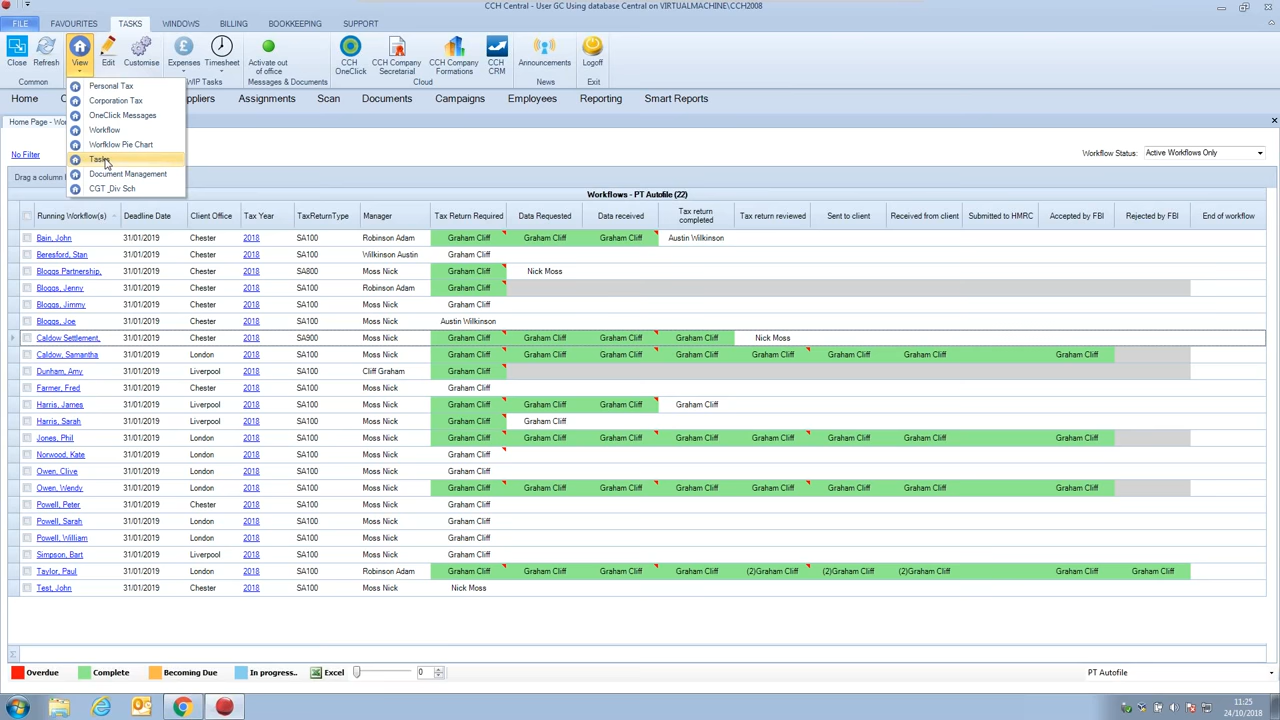 CCH Central - User GC Using database Central on VIRTUALMACHINE\CCH2008
FILE FAVOURITES TASKS WINDOWS BILLING BOOKKEEPING SUPPORT
Close Refresh View Edit Customise Expenses Timesheet Activate out of office CCH OneClick CCH Company Secretarial CCH Company Formations CCH CRM Announcements Logoff
Common WIP Tasks Messages & Documents Cloud News Exit
Home Assignments Scan Documents Campaigns Employees Reporting Smart Reports
Personal Tax
Corporation Tax
OneClick Messages
Workflow
Worfklow Pie Chart
Tasks
Document Management
CGT _Div Sch
Home Page - Wo
No Filter Workflow Status: Active Workflows Only
Drag a column
Workflows - PT Autofile (22)
Running Workflow(s) Deadline Date Client Office Tax Year TaxReturnType Manager Tax Return Required Data Requested Data received Tax return completed Tax return reviewed Sent to client Received from client Submitted to HMRC Accepted by FBI Rejected by FBI End of workflow
Bain, John 31/01/2019 Chester 2018 SA100 Robinson Adam Graham Cliff Graham Cliff Graham Cliff Austin Wilkinson
Beresford, Stan 31/01/2019 Chester 2018 SA100 Wilkinson Austin Graham Cliff
Bloggs Partnership, 31/01/2019 Chester 2018 SA800 Moss Nick Graham Cliff Nick Moss
Bloggs, Jenny 31/01/2019 Chester 2018 SA100 Robinson Adam Graham Cliff
Bloggs, Jimmy 31/01/2019 Chester 2018 SA100 Moss Nick Graham Cliff
Bloggs, Joe 31/01/2019 Chester 2018 SA100 Moss Nick Austin Wilkinson
Caldow Settlement, 31/01/2019 Chester 2018 SA900 Moss Nick Graham Cliff Graham Cliff Graham Cliff Graham Cliff Nick Moss
Caldow, Samantha 31/01/2019 London 2018 SA100 Moss Nick Graham Cliff Graham Cliff Graham Cliff Graham Cliff Graham Cliff Graham Cliff Graham Cliff Graham Cliff
Dunham, Amy 31/01/2019 Liverpool 2018 SA100 Cliff Graham Graham Cliff
Farmer, Fred 31/01/2019 Chester 2018 SA100 Moss Nick Graham Cliff
Harris, James 31/01/2019 Liverpool 2018 SA100 Moss Nick Graham Cliff Graham Cliff Graham Cliff Graham Cliff
Harris, Sarah 31/01/2019 Liverpool 2018 SA100 Moss Nick Graham Cliff Graham Cliff
Jones, Phil 31/01/2019 London 2018 SA100 Moss Nick Graham Cliff Graham Cliff Graham Cliff Graham Cliff Graham Cliff Graham Cliff Graham Cliff Graham Cliff
Norwood, Kate 31/01/2019 London 2018 SA100 Moss Nick Graham Cliff
Owen, Clive 31/01/2019 London 2018 SA100 Moss Nick Graham Cliff
Owen, Wendy 31/01/2019 London 2018 SA100 Moss Nick Graham Cliff Graham Cliff Graham Cliff Graham Cliff Graham Cliff Graham Cliff Graham Cliff Graham Cliff
Powell, Peter 31/01/2019 Chester 2018 SA100 Moss Nick Graham Cliff
Powell, Sarah 31/01/2019 London 2018 SA100 Moss Nick Graham Cliff
Powell, William 31/01/2019 London 2018 SA100 Moss Nick Graham Cliff
Simpson, Bart 31/01/2019 Liverpool 2018 SA100 Moss Nick Graham Cliff
Taylor, Paul 31/01/2019 London 2018 SA100 Robinson Adam Graham Cliff Graham Cliff Graham Cliff Graham Cliff (2)Graham Cliff (2)Graham Cliff (2)Graham Cliff Graham Cliff Graham Cliff
Test, John 31/01/2019 Chester 2018 SA100 Moss Nick Nick Moss
Overdue Complete Becoming Due In progress.. Excel 0 PT Autofile
11:25
24/10/2018